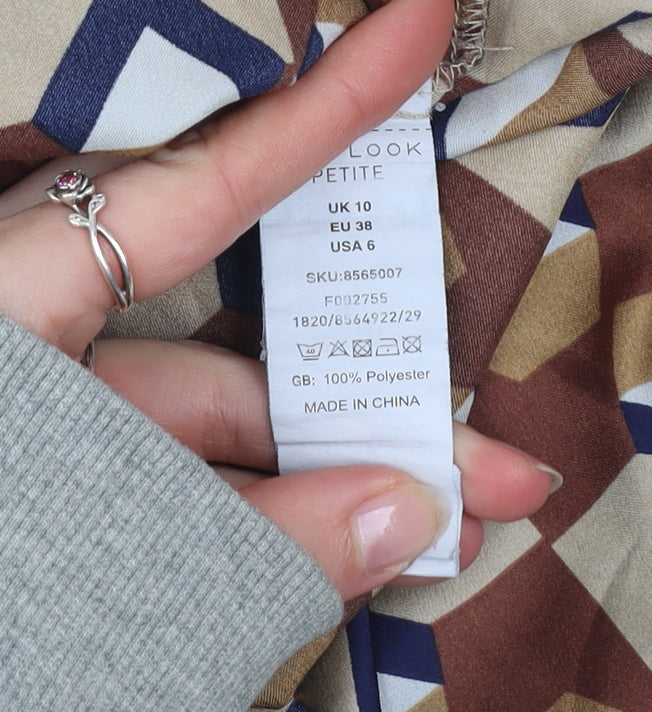 LOOK
PETITE
UK 10
EU 38
USA 6
SKU:8565007
F002755
1820/8564922/29
40
GB: 100% Polyester
MADE IN CHINA